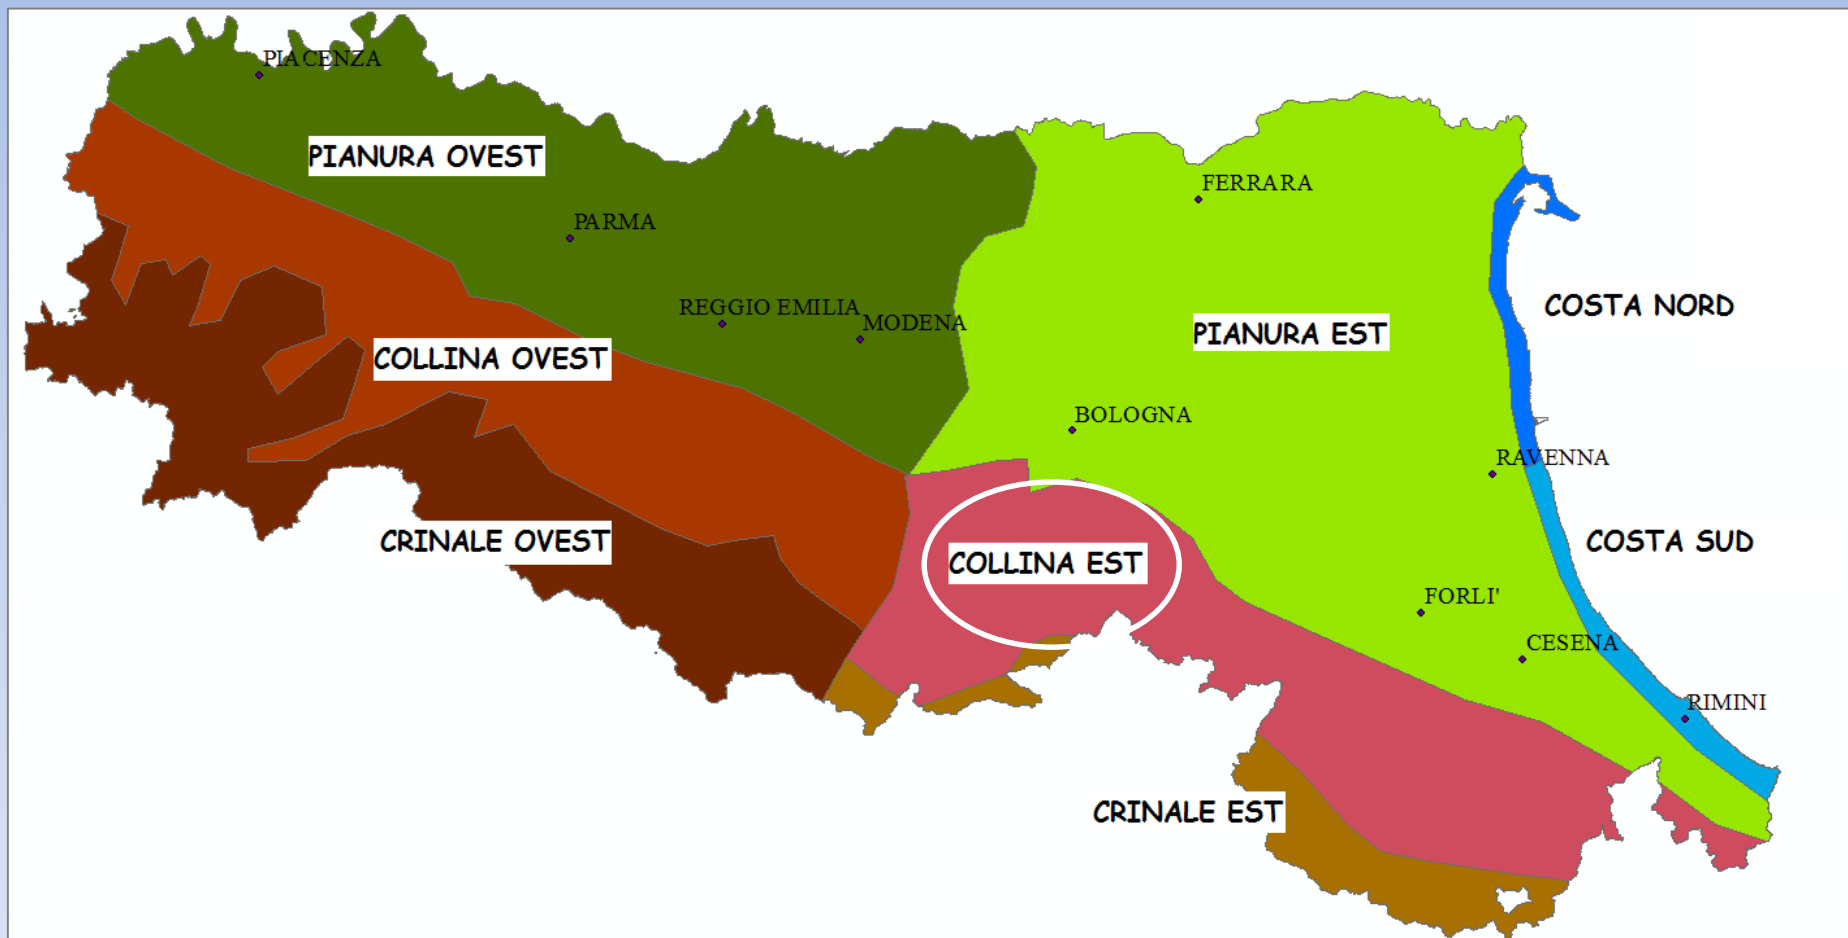 PIACENZA
PIANURA OVEST
FERRARA
PARMA
REGGIO EMILIA
MODENA
COSTA NORD
PIANURA EST
COLLINA OVEST
BOLOGNA
RAVENNA
CRINALE OVEST
COSTA SUD
COLLINA EST
FORLI'
CESENA
RIMINI
CRINALE EST